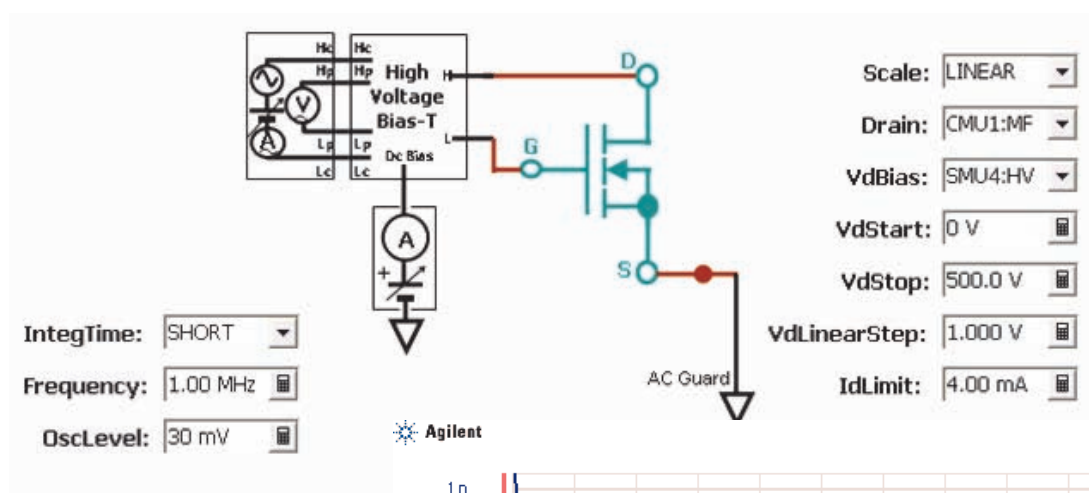 Hc Hc
Hp Hp High H
Voltage
Bias-T
Lp Lp Dc Bias L
Lc Lc
V
A
A
+
D
G
S
AC Guard
Scale: LINEAR
Drain: CMU1:MF
VdBias: SMU4:HV
VdStart: 0 V
VdStop: 500.0 V
VdLinearStep: 1.000 V
IdLimit: 4.00 mA
IntegTime: SHORT
Frequency: 1.00 MHz
OscLevel: 30 mV
Agilent
1n